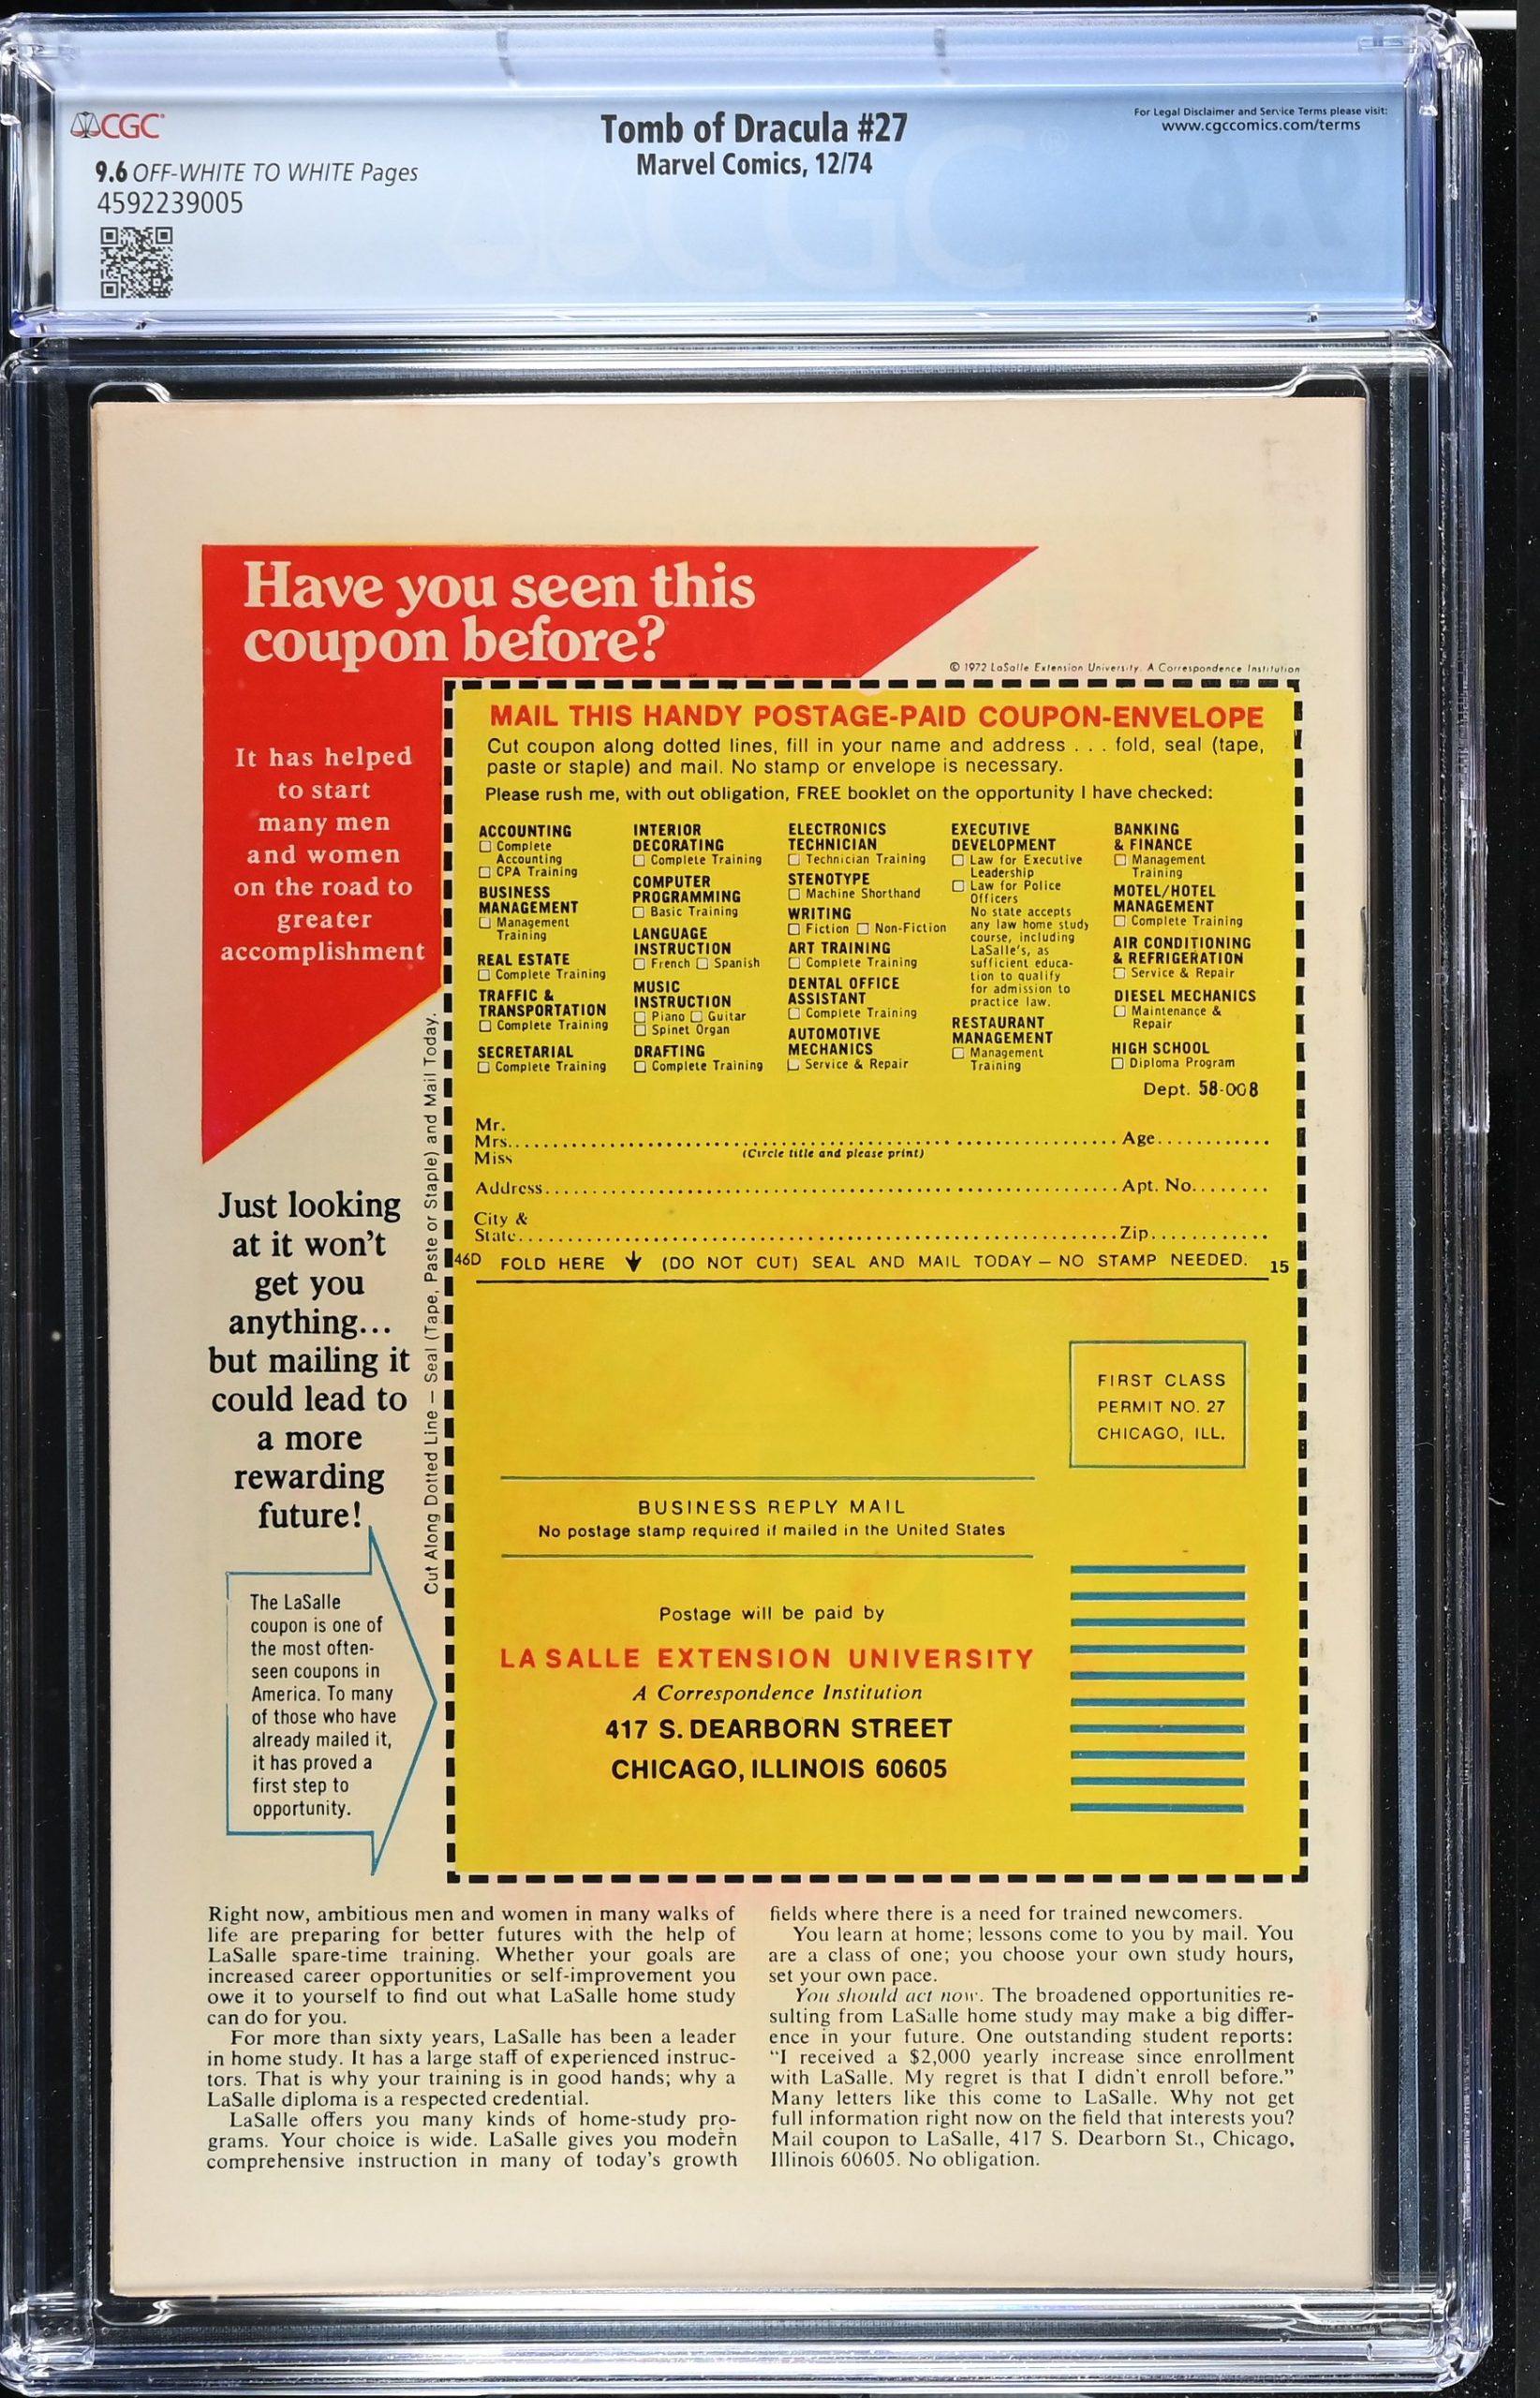 CGC
9.6 OFF-WHITE TO WHITE Pages
4592239005
Tomb of Dracula #27
Marvel Comics, 12/74
For Legal Disclaimer and Service Terms please visit:
www.cgccomics.com/terms
Have you seen this
coupon before?
It has helped
to start
many men
and women
on the road to
greater
accomplishment
© 1972 LaSalle Extension University. A Correspondence Institution
MAIL THIS HANDY POSTAGE-PAID COUPON-ENVELOPE
Cut coupon along dotted lines, fill in your name and address . . . fold, seal (tape,
paste or staple) and mail. No stamp or envelope is necessary.
Please rush me, with out obligation, FREE booklet on the opportunity I have checked:
ACCOUNTING
☐ Complete
Accounting
☐ CPA Training
BUSINESS
MANAGEMENT
☐ Management
Training
REAL ESTATE
☐ Complete Training
TRAFFIC &
TRANSPORTATION
☐ Complete Training
SECRETARIAL
☐ Complete Training
INTERIOR
DECORATING
☐ Complete Training
COMPUTER
PROGRAMMING
☐ Basic Training
LANGUAGE
INSTRUCTION
☐ French ☐ Spanish
MUSIC
INSTRUCTION
☐ Piano ☐ Guitar
☐ Spinet Organ
DRAFTING
☐ Complete Training
ELECTRONICS
TECHNICIAN
☐ Technician Training
STENOTYPE
☐ Machine Shorthand
WRITING
☐ Fiction ☐ Non-Fiction
ART TRAINING
☐ Complete Training
DENTAL OFFICE
ASSISTANT
☐ Complete Training
AUTOMOTIVE
MECHANICS
☐ Service & Repair
EXECUTIVE
DEVELOPMENT
☐ Law for Executive
Leadership
☐ Law for Police
Officers
No state accepts
any law home study
course, including
LaSalle's, as
sufficient educa-
tion to qualify
for admission to
practice law.
RESTAURANT
MANAGEMENT
☐ Management
Training
BANKING
& FINANCE
☐ Management
Training
MOTEL/HOTEL
MANAGEMENT
☐ Complete Training
AIR CONDITIONING
& REFRIGERATION
☐ Service & Repair
DIESEL MECHANICS
☐ Maintenance &
Repair
HIGH SCHOOL
☐ Diploma Program
Dept. 58-008
Mr.
Mrs. Age
Miss (Circle title and please print)
Address Apt. No.
City &
State Zip
46D FOLD HERE (DO NOT CUT) SEAL AND MAIL TODAY — NO STAMP NEEDED. 15
Cut Along Dotted Line — Seal (Tape, Paste or Staple) and Mail Today.
Just looking
at it won't
get you
anything...
but mailing it
could lead to
a more
rewarding
future!
The LaSalle
coupon is one of
the most often-
seen coupons in
America. To many
of those who have
already mailed it,
it has proved a
first step to
opportunity.
FIRST CLASS
PERMIT NO. 27
CHICAGO, ILL.
BUSINESS REPLY MAIL
No postage stamp required if mailed in the United States
Postage will be paid by
LA SALLE EXTENSION UNIVERSITY
A Correspondence Institution
417 S. DEARBORN STREET
CHICAGO, ILLINOIS 60605
Right now, ambitious men and women in many walks of
life are preparing for better futures with the help of
LaSalle spare-time training. Whether your goals are
increased career opportunities or self-improvement you
owe it to yourself to find out what LaSalle home study
can do for you.
For more than sixty years, LaSalle has been a leader
in home study. It has a large staff of experienced instruc-
tors. That is why your training is in good hands; why a
LaSalle diploma is a respected credential.
LaSalle offers you many kinds of home-study pro-
grams. Your choice is wide. LaSalle gives you modern
comprehensive instruction in many of today's growth
fields where there is a need for trained newcomers.
You learn at home; lessons come to you by mail. You
are a class of one; you choose your own study hours,
set your own pace.
You should act now. The broadened opportunities re-
sulting from LaSalle home study may make a big differ-
ence in your future. One outstanding student reports:
“I received a $2,000 yearly increase since enrollment
with LaSalle. My regret is that I didn't enroll before.”
Many letters like this come to LaSalle. Why not get
full information right now on the field that interests you?
Mail coupon to LaSalle, 417 S. Dearborn St., Chicago,
Illinois 60605. No obligation.